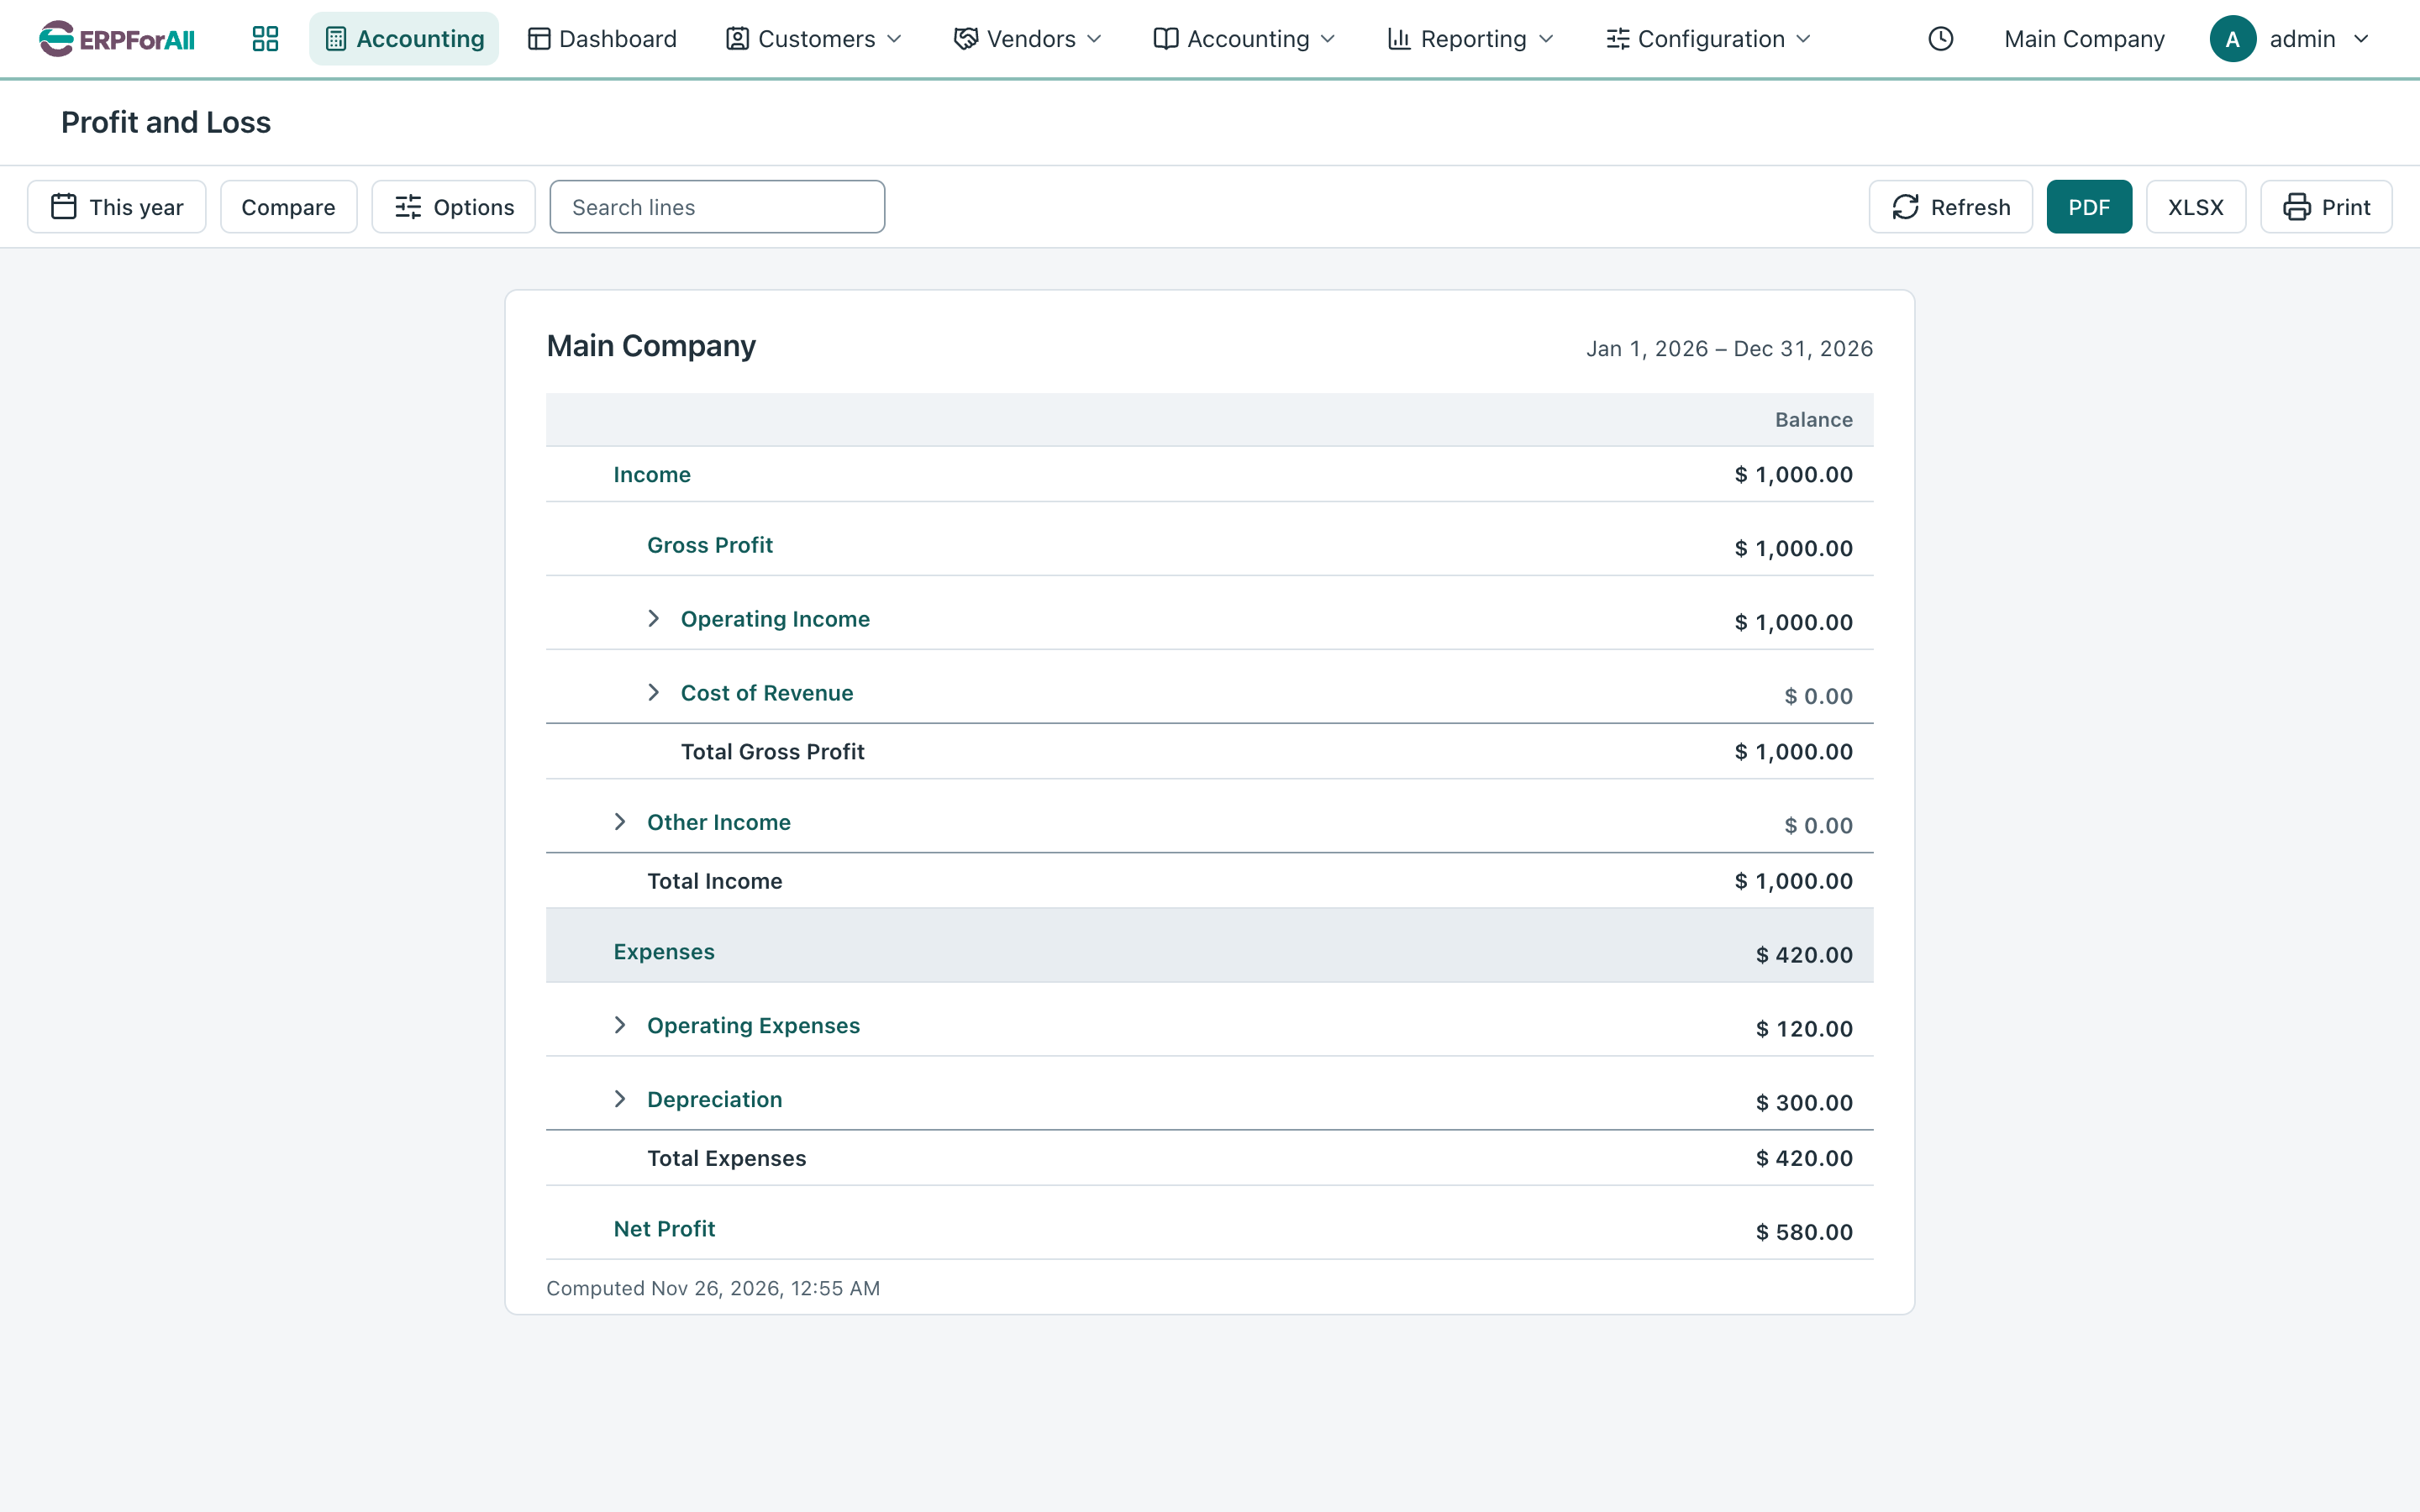 ERPForAll Accounting Dashboard Customers Vendors Accounting Reporting Configuration Main Company A admin
Profit and Loss
This year Compare Options Search lines Refresh PDF XLSX Print
Main Company Jan 1, 2026 – Dec 31, 2026
Balance
Income $ 1,000.00
Gross Profit $ 1,000.00
Operating Income $ 1,000.00
Cost of Revenue $ 0.00
Total Gross Profit $ 1,000.00
Other Income $ 0.00
Total Income $ 1,000.00
Expenses $ 420.00
Operating Expenses $ 120.00
Depreciation $ 300.00
Total Expenses $ 420.00
Net Profit $ 580.00
Computed Nov 26, 2026, 12:55 AM